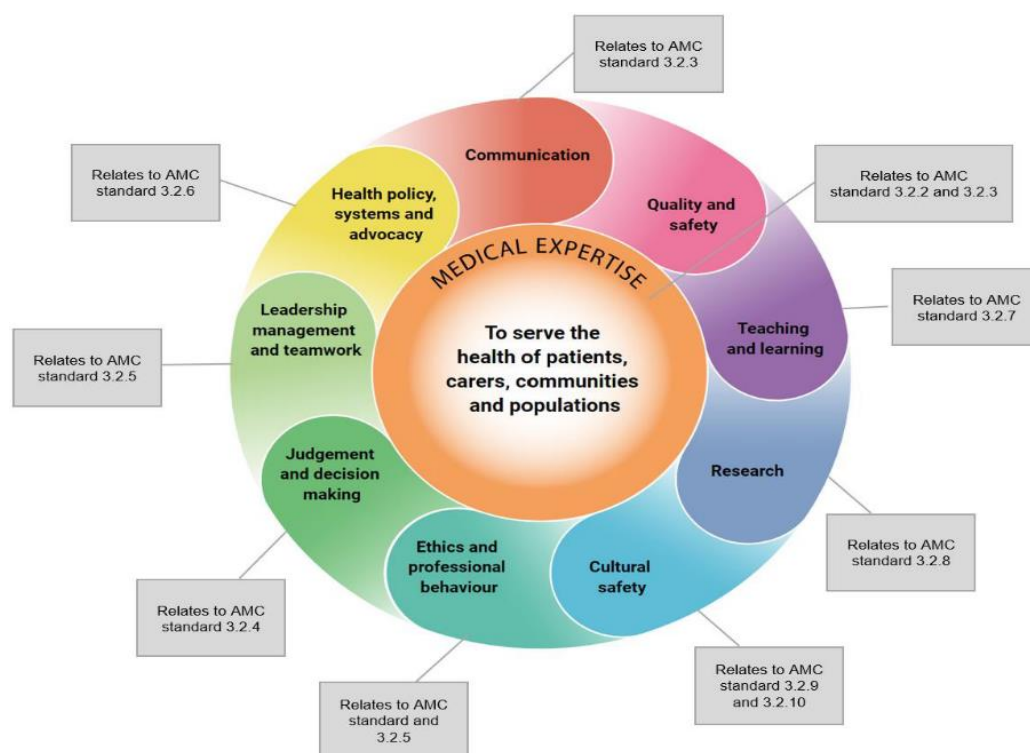 Relates to AMC
standard 3.2.3
Relates to AMC
standard 3.2.6
Communication
Relates to AMC
standard 3.2.2 and 3.2.3
Health policy,
systems and
advocacy
Quality and
safety
MEDICAL EXPERTISE
Leadership
management
and teamwork
To serve the
health of patients,
carers, communities
and populations
Teaching
and learning
Relates to AMC
standard 3.2.7
Relates to AMC
standard 3.2.5
Judgement
and decision
making
Research
Ethics and
professional
behaviour
Cultural
safety
Relates to AMC
standard 3.2.8
Relates to AMC
standard 3.2.4
Relates to AMC
standard 3.2.9
and 3.2.10
Relates to AMC
standard and
3.2.5